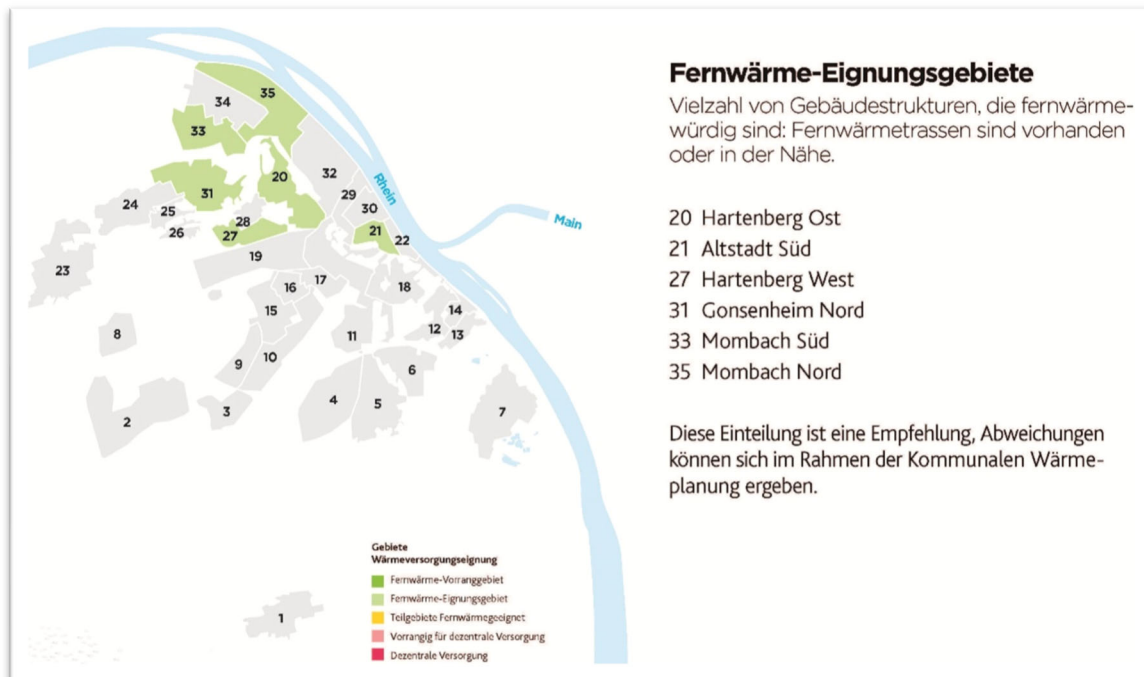 Fernwärme-Eignungsgebiete
Vielzahl von Gebäudestrukturen, die fernwärme-
würdig sind: Fernwärmetrassen sind vorhanden
oder in der Nähe.
20 Hartenberg Ost
21 Altstadt Süd
27 Hartenberg West
31 Gonsenheim Nord
33 Mombach Süd
35 Mombach Nord
Diese Einteilung ist eine Empfehlung, Abweichungen
können sich im Rahmen der Kommunalen Wärme-
planung ergeben.
35
34
33
20
32
Rhein
31
29
24
25
30
28
Main
26
27
21
22
19
23
17
16
18
15
14
8
11
12
13
10
9
6
4
5
7
3
2
1
Gebiete
Wärmeversorgungseignung
Fernwärme-Vorranggebiet
Fernwärme-Eignungsgebiet
Teilgebiete Fernwärmegeeignet
Vorrangig für dezentrale Versorgung
Dezentrale Versorgung